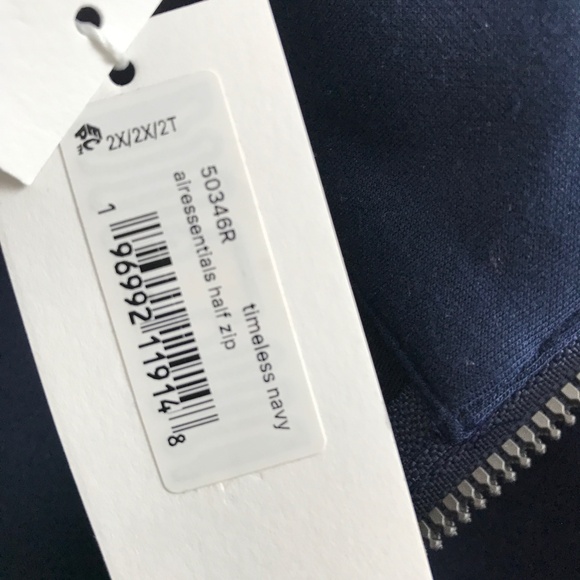 2X/2X/2T
50346R
airessentials half zip
timeless navy
1 96992 11914 8